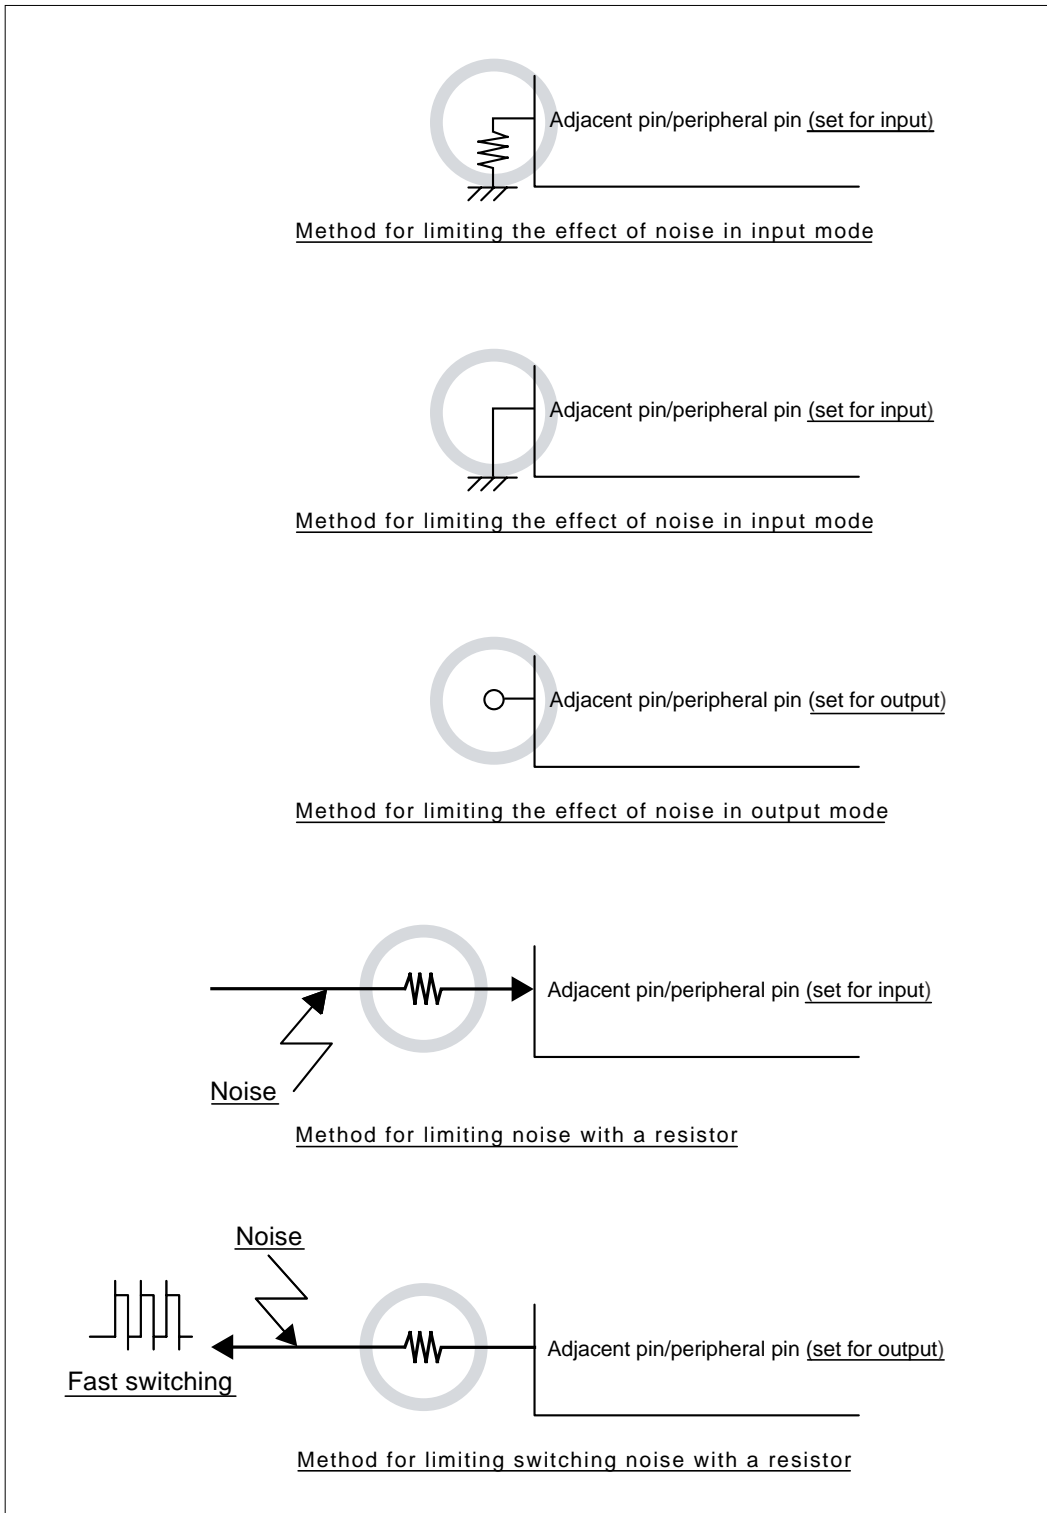 Adjacent pin/peripheral pin (set for input)
Method for limiting the effect of noise in input mode
Adjacent pin/peripheral pin (set for input)
Method for limiting the effect of noise in input mode
Adjacent pin/peripheral pin (set for output)
Method for limiting the effect of noise in output mode
Adjacent pin/peripheral pin (set for input)
Noise
Method for limiting noise with a resistor
Noise
Adjacent pin/peripheral pin (set for output)
Fast switching
Method for limiting switching noise with a resistor